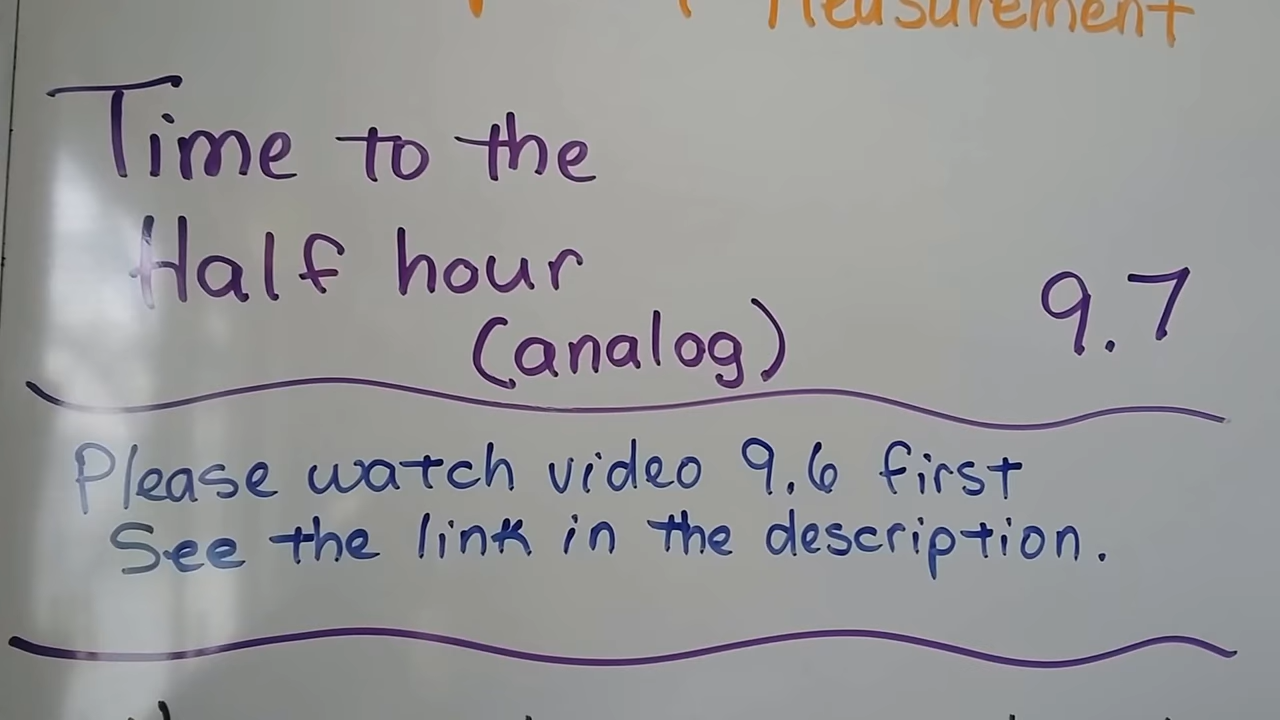 Measurement
Time to the
Half hour
(analog)
9.7
Please watch video 9.6 first
See the link in the description.